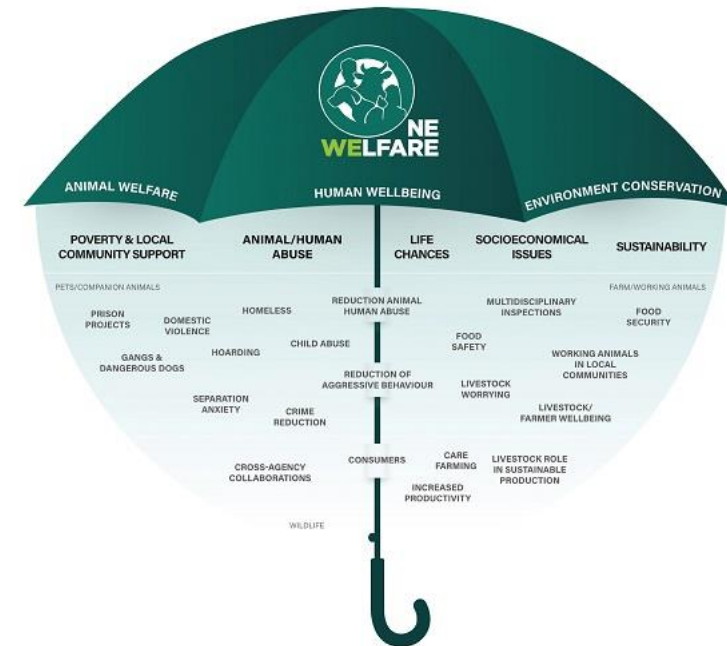 ONE
WELFARE
ANIMAL WELFARE
HUMAN WELLBEING
ENVIRONMENT CONSERVATION
POVERTY & LOCAL
COMMUNITY SUPPORT
ANIMAL/HUMAN
ABUSE
LIFE
CHANCES
SOCIOECONOMICAL
ISSUES
SUSTAINABILITY
PETS/COMPANION ANIMALS
FARM/WORKING ANIMALS
PRISON
PROJECTS
DOMESTIC
VIOLENCE
HOMELESS
REDUCTION ANIMAL
HUMAN ABUSE
MULTIDISCIPLINARY
INSPECTIONS
FOOD
SECURITY
GANGS &
DANGEROUS DOGS
HOARDING
CHILD ABUSE
FOOD
SAFETY
WORKING ANIMALS
IN LOCAL
COMMUNITIES
REDUCTION OF
AGGRESSIVE BEHAVIOUR
LIVESTOCK
WORRYING
SEPARATION
ANXIETY
CRIME
REDUCTION
LIVESTOCK/
FARMER WELLBEING
CROSS-AGENCY
COLLABORATIONS
CONSUMERS
CARE
FARMING
LIVESTOCK ROLE
IN SUSTAINABLE
PRODUCTION
INCREASED
PRODUCTIVITY
WILDLIFE